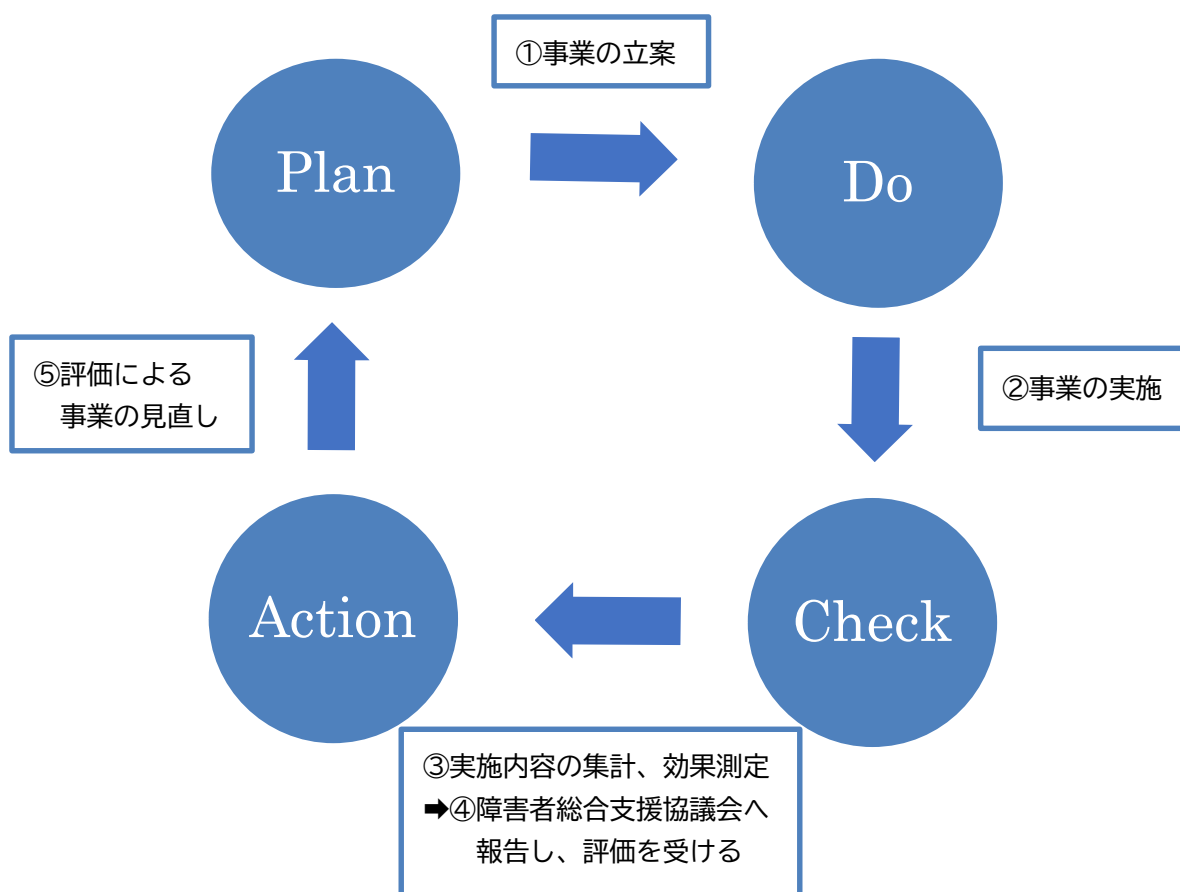 ①事業の立案
Plan
Do
⑤評価による
事業の見直し
②事業の実施
Action
Check
③実施内容の集計、効果測定
➡④障害者総合支援協議会へ
報告し、評価を受ける